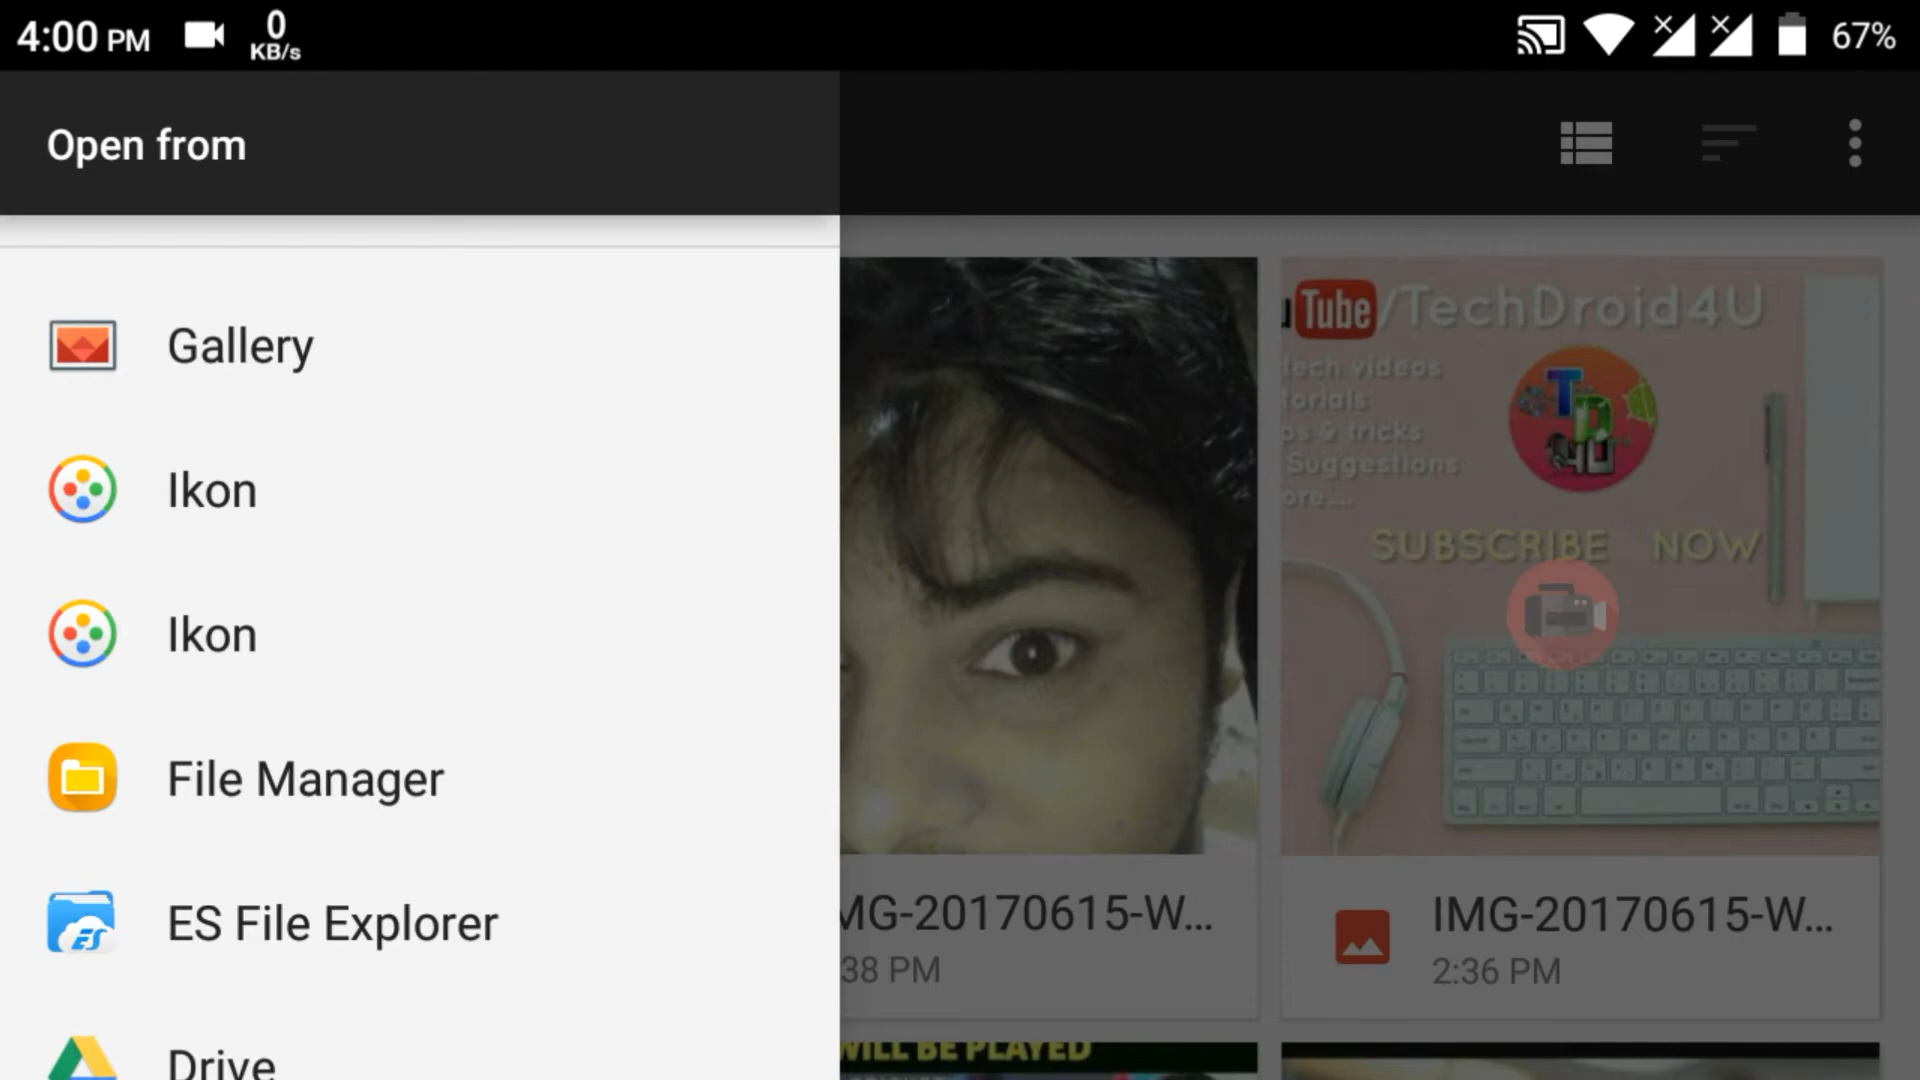 4:00 PM
0
KB/s
67%
Open from
Gallery
Ikon
Ikon
File Manager
ES File Explorer
Drive
Tube/TechDroid4U
tech videos
torials
& tricks
Suggestions
ore....
TD
4U
SUBSCRIBE NOW
MG-20170615-W...
38 PM
IMG-20170615-W...
2:36 PM
WILL BE PLAYED